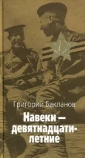 Григорий Бакланов
Навеки —
девятнадцати-
летние